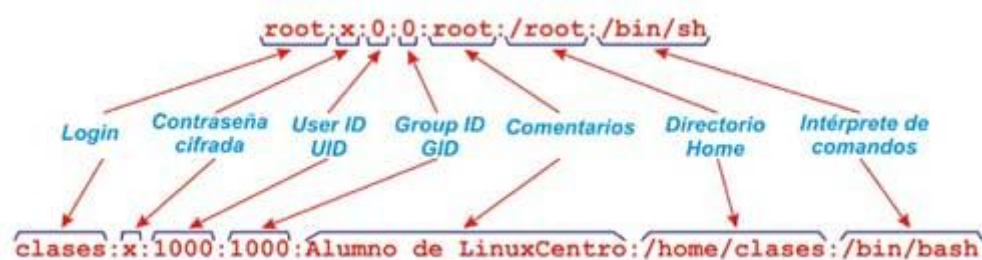 root:x:0:0:root:/root:/bin/sh
Login
Contraseña
cifrada
User ID
UID
Group ID
GID
Comentarios
Directorio
Home
Intérprete de
comandos
clases:x:1000:1000:Alumno de LinuxCentro:/home/clases:/bin/bash